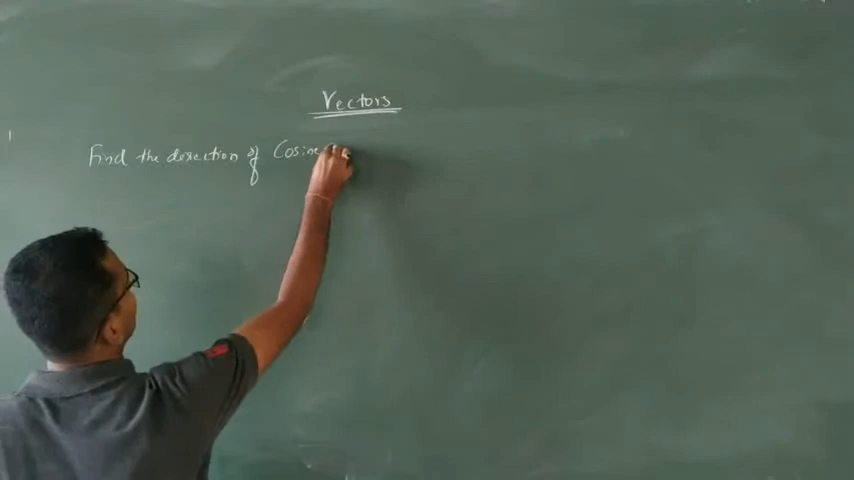 Vectors
Find the direction of Cosine